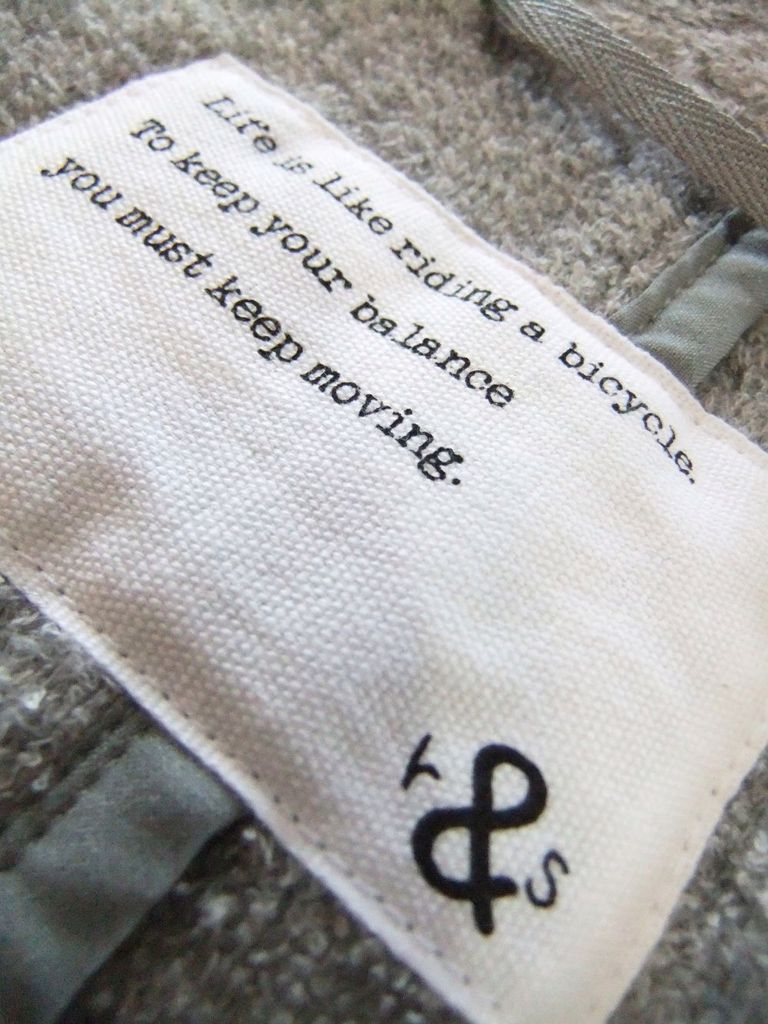 Life is like riding a bicycle.
To keep your balance
you must keep moving.
r & s